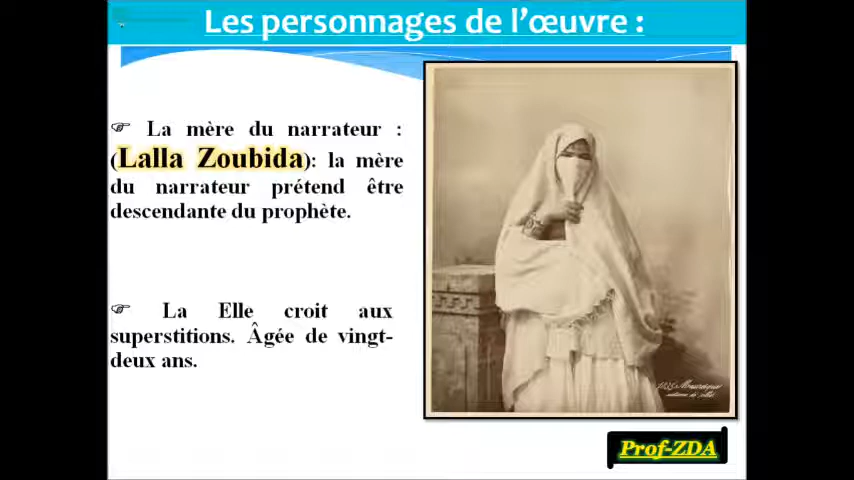 Les personnages de l'œuvre :
☞ La mère du narrateur :
(Lalla Zoubida): la mère
du narrateur prétend être
descendante du prophète.
☞ La Elle croit aux
superstitions. Âgée de vingt-
deux ans.
Prof-ZDA